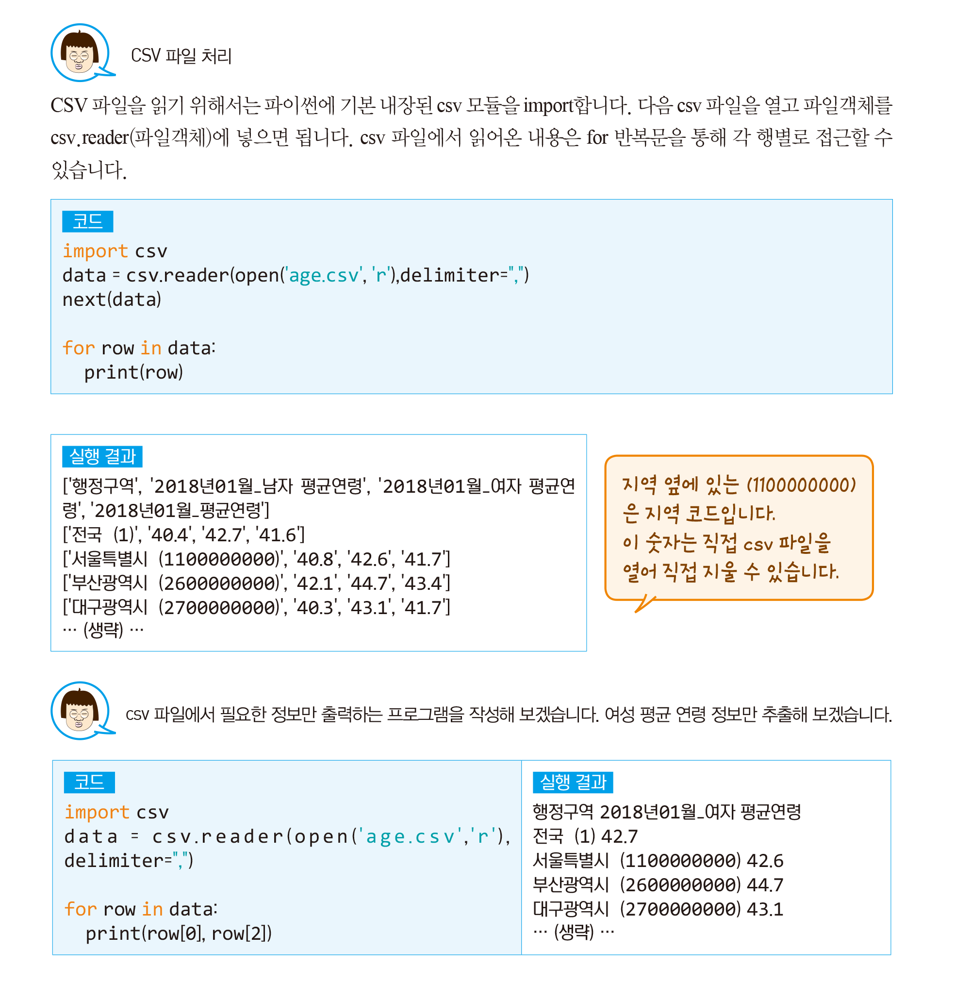 CSV 파일 처리
CSV 파일을 읽기 위해서는 파이썬에 기본 내장된 csv 모듈을 import합니다. 다음 csv 파일을 열고 파일객체를
csv.reader(파일객체)에 넣으면 됩니다. csv 파일에서 읽어온 내용은 for 반복문을 통해 각 행별로 접근할 수
있습니다.
코드
import csv
data = csv.reader(open('age.csv', 'r'),delimiter=",")
next(data)
for row in data:
    print(row)
실행 결과
['행정구역', '2018년01월_남자 평균연령', '2018년01월_여자 평균연
령', '2018년01월_평균연령']
['전국  (1)', '40.4', '42.7', '41.6']
['서울특별시  (1100000000)', '40.8', '42.6', '41.7']
['부산광역시  (2600000000)', '42.1', '44.7', '43.4']
['대구광역시  (2700000000)', '40.3', '43.1', '41.7']
… (생략) …
지역 옆에 있는 (1100000000)
은 지역 코드입니다.
이 숫자는 직접 csv 파일을
열어 직접 지울 수 있습니다.
csv 파일에서 필요한 정보만 출력하는 프로그램을 작성해 보겠습니다. 여성 평균 연령 정보만 추출해 보겠습니다.
코드
import csv
data = csv.reader(open('age.csv','r'),
delimiter=",")
for row in data:
    print(row[0], row[2])
실행 결과
행정구역 2018년01월_여자 평균연령
전국  (1) 42.7
서울특별시  (1100000000) 42.6
부산광역시  (2600000000) 44.7
대구광역시  (2700000000) 43.1
… (생략) …